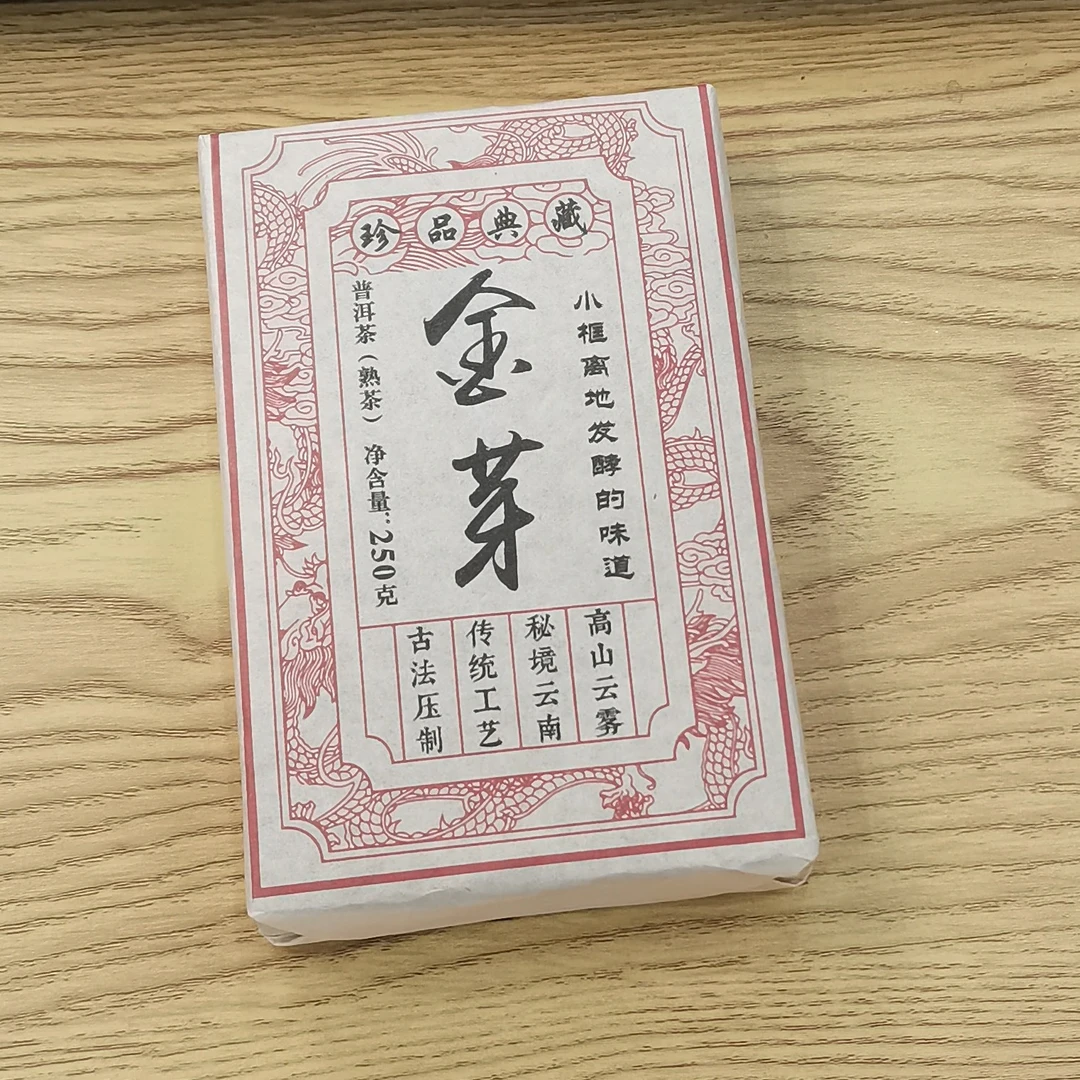 珍品典藏
小框离地发酵的味道
金芽
普洱茶（熟茶） 净含量：250克
高山云雾
秘境云南
传统工艺
古法压制